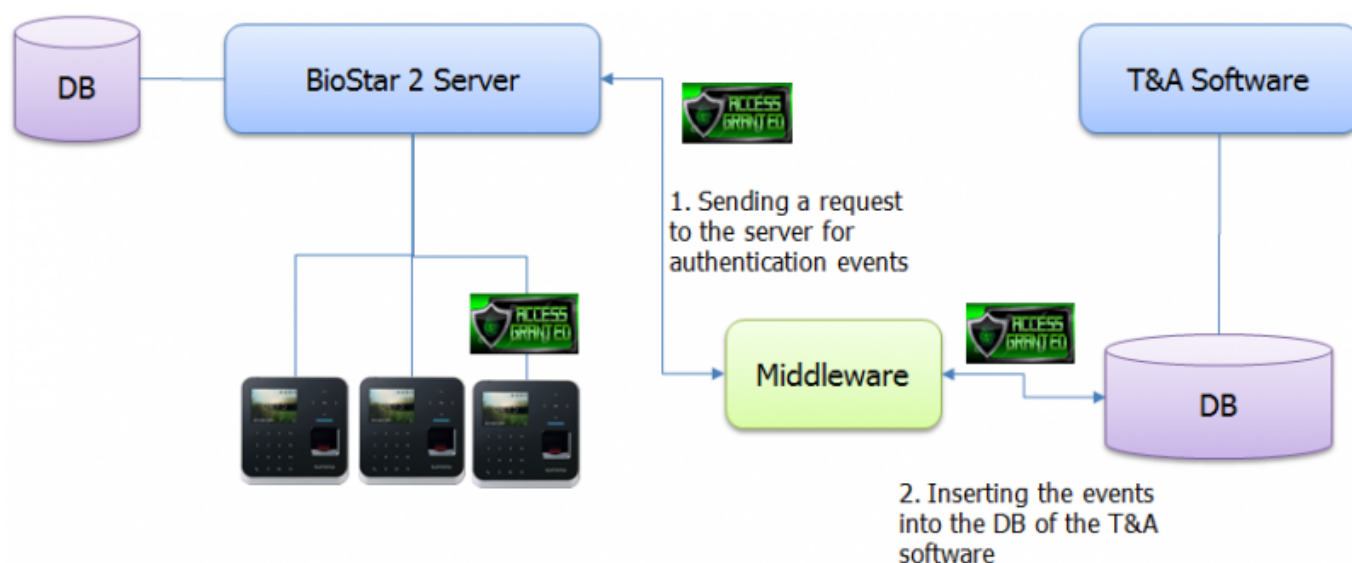 DB
BioStar 2 Server
T&A Software
ACCESS
GRANTED
1. Sending a request
to the server for
authentication events
ACCESS
GRANTED
ACCESS
GRANTED
Middleware
DB
2. Inserting the events
into the DB of the T&A
software